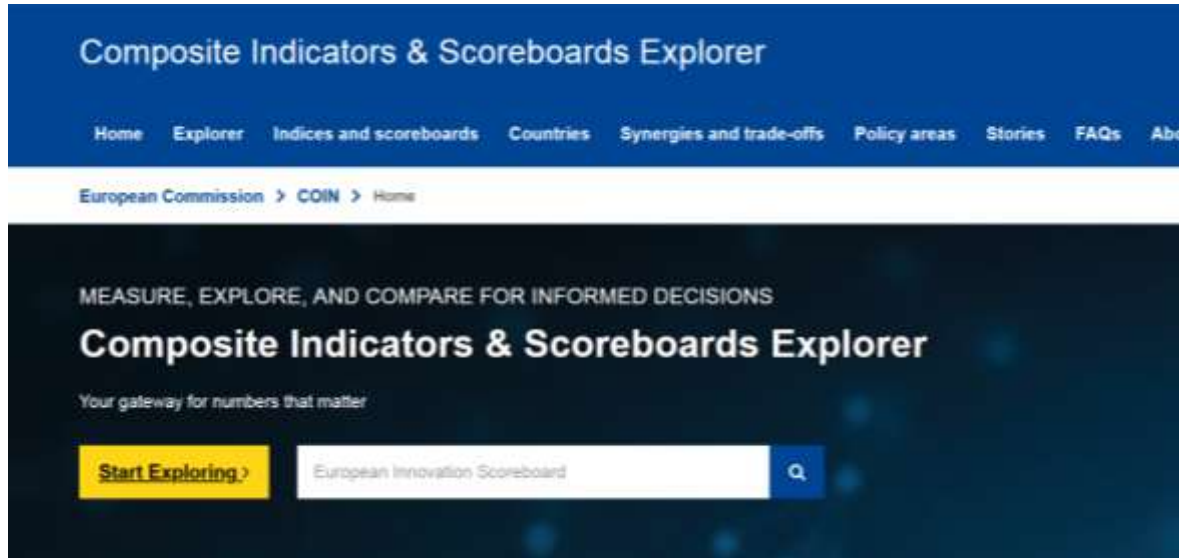 Composite Indicators & Scoreboards Explorer
Home Explorer Indices and scoreboards Countries Synergies and trade-offs Policy areas Stories FAQs Abo
European Commission > COIN > Home
MEASURE, EXPLORE, AND COMPARE FOR INFORMED DECISIONS
Composite Indicators & Scoreboards Explorer
Your gateway for numbers that matter
Start Exploring > European Innovation Scoreboard